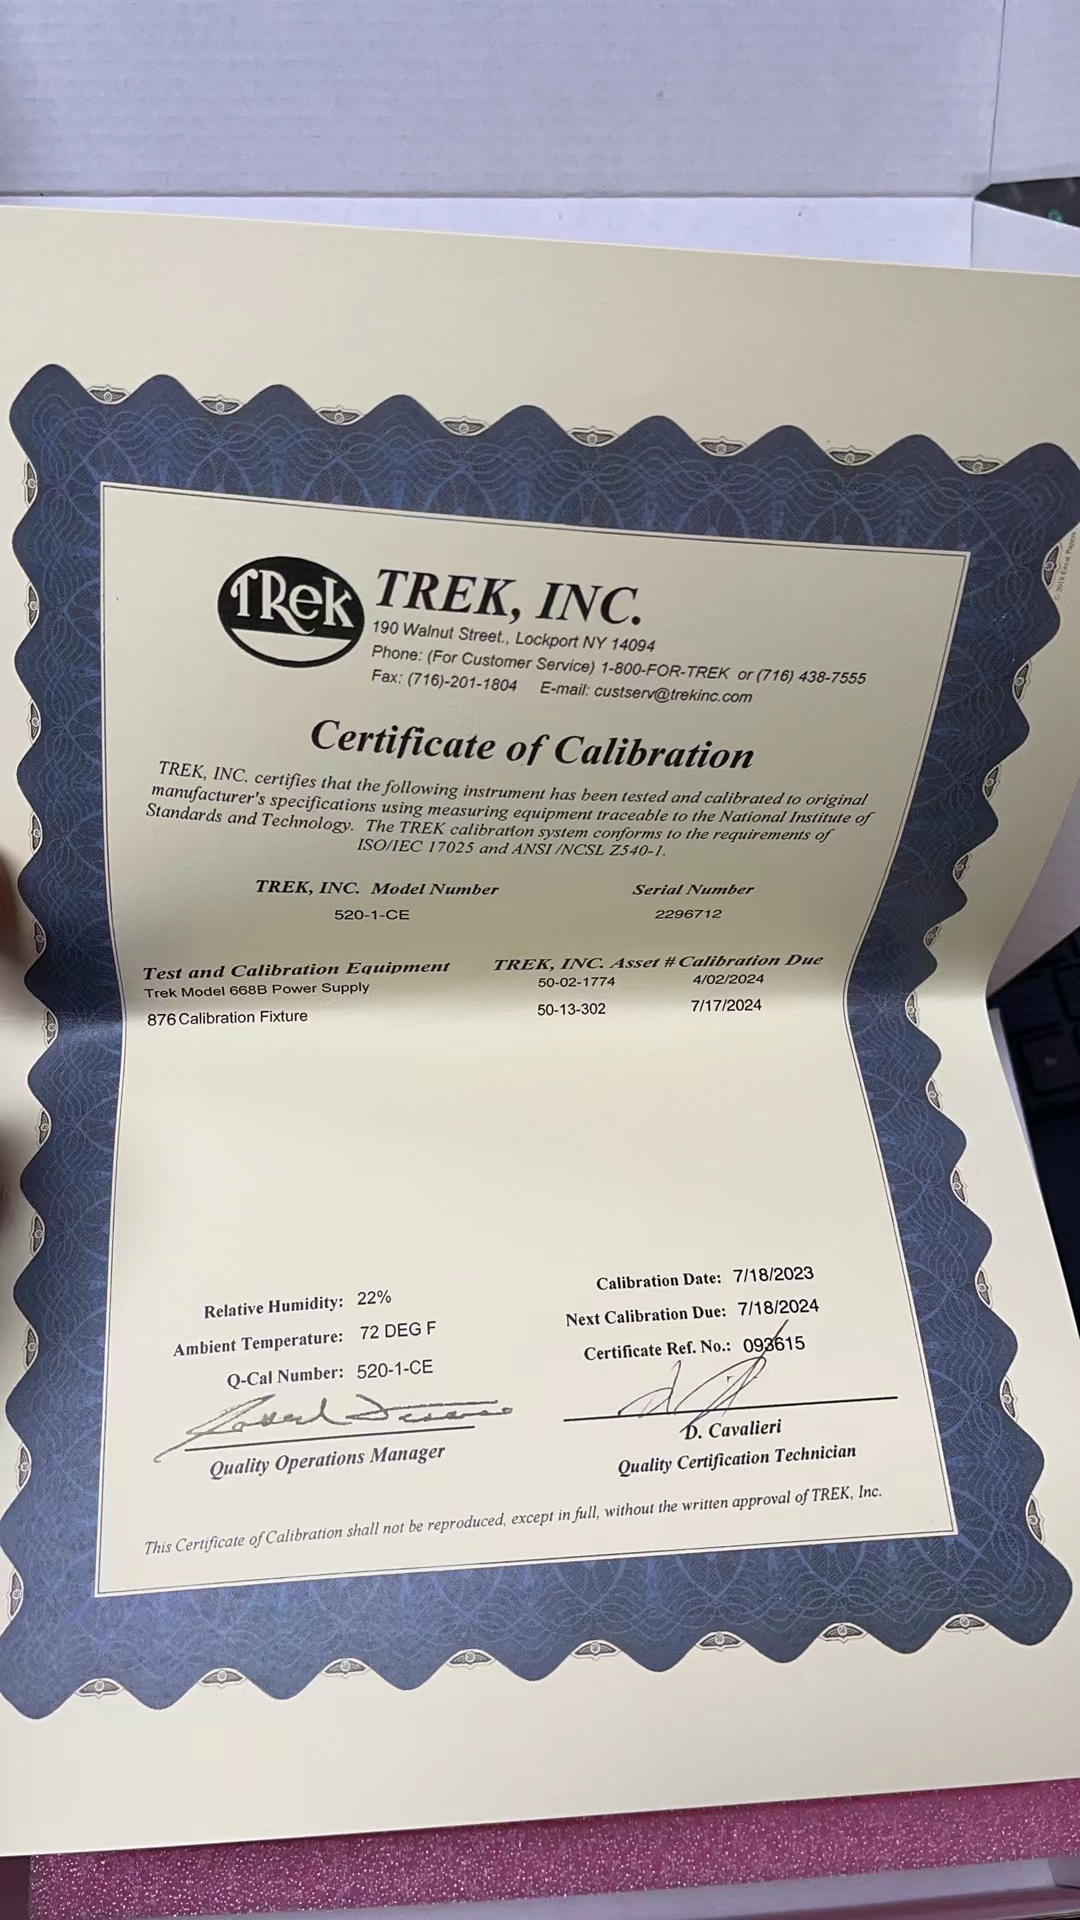 TRek
TREK, INC.
190 Walnut Street., Lockport NY 14094
Phone: (For Customer Service) 1-800-FOR-TREK or (716) 438-7555
Fax: (716)-201-1804 E-mail: custserv@trekinc.com
Certificate of Calibration
TREK, INC. certifies that the following instrument has been tested and calibrated to original
manufacturer's specifications using measuring equipment traceable to the National Institute of
Standards and Technology. The TREK calibration system conforms to the requirements of
ISO/IEC 17025 and ANSI /NCSL Z540-1.
TREK, INC. Model Number Serial Number
520-1-CE 2296712
Test and Calibration Equipment TREK, INC. Asset # Calibration Due
Trek Model 668B Power Supply 50-02-1774 4/02/2024
876 Calibration Fixture 50-13-302 7/17/2024
Relative Humidity: 22%
Ambient Temperature: 72 DEG F
Q-Cal Number: 520-1-CE
Quality Operations Manager
Calibration Date: 7/18/2023
Next Calibration Due: 7/18/2024
Certificate Ref. No.: 093615
D. Cavalieri
Quality Certification Technician
This Certificate of Calibration shall not be reproduced, except in full, without the written approval of TREK, Inc.